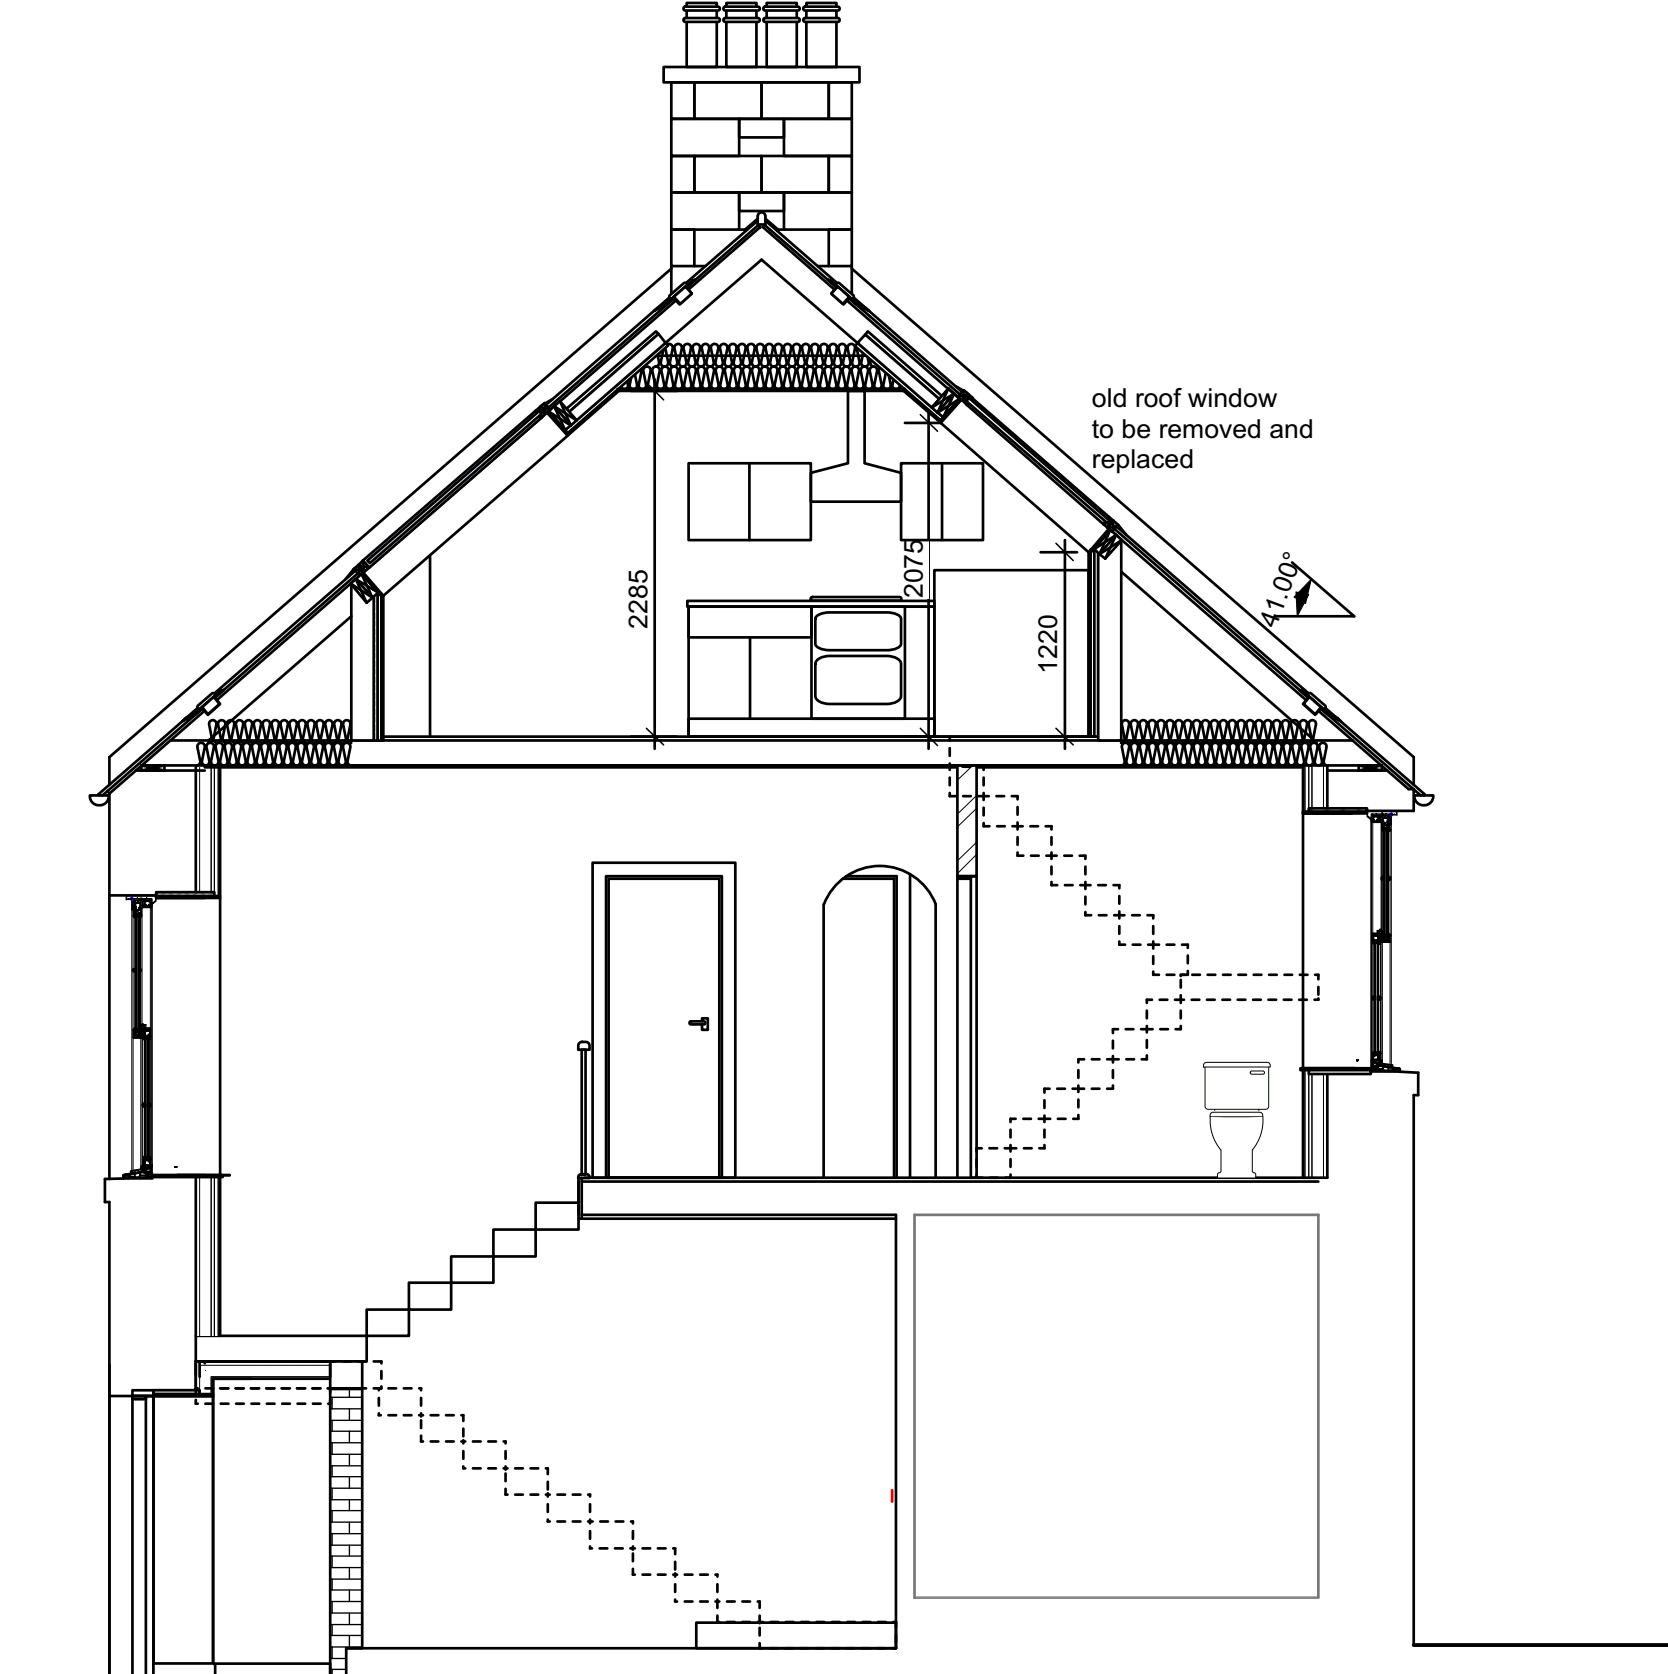 old roof window
to be removed and
replaced
2285
2075
1220
41.00°